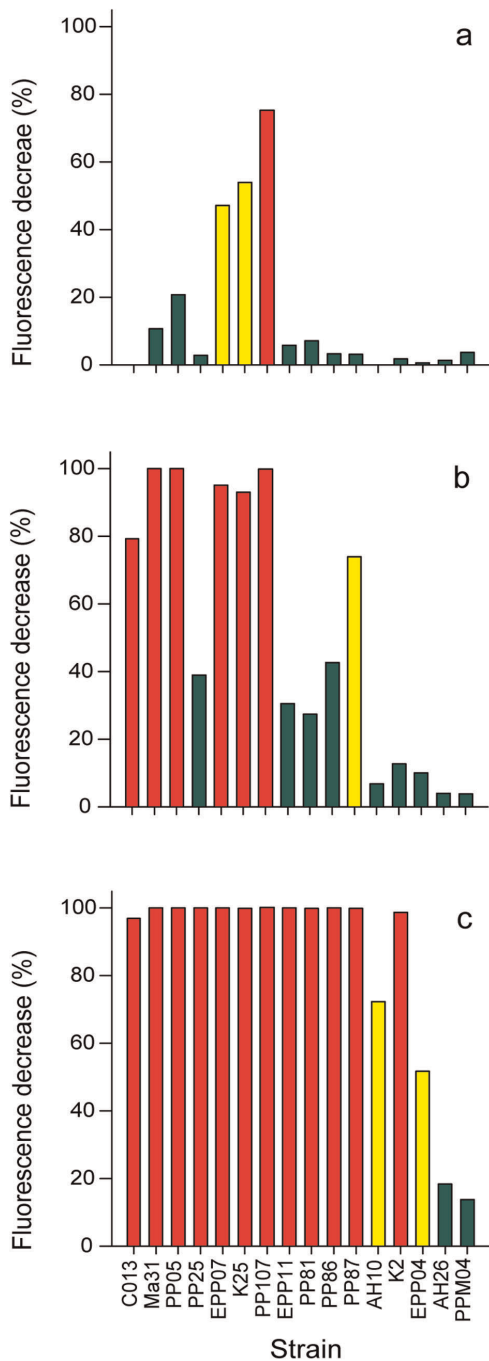 a
Fluorescence decreae (%)
100
80
60
40
20
0
b
Fluorescence decrease (%)
100
80
60
40
20
0
c
Fluorescence decrease (%)
100
80
60
40
20
0
C013
Ma31
PP05
PP25
EPP07
K25
PP107
EPP11
PP81
PP86
PP87
AH10
K2
EPP04
AH26
PPM04
Strain